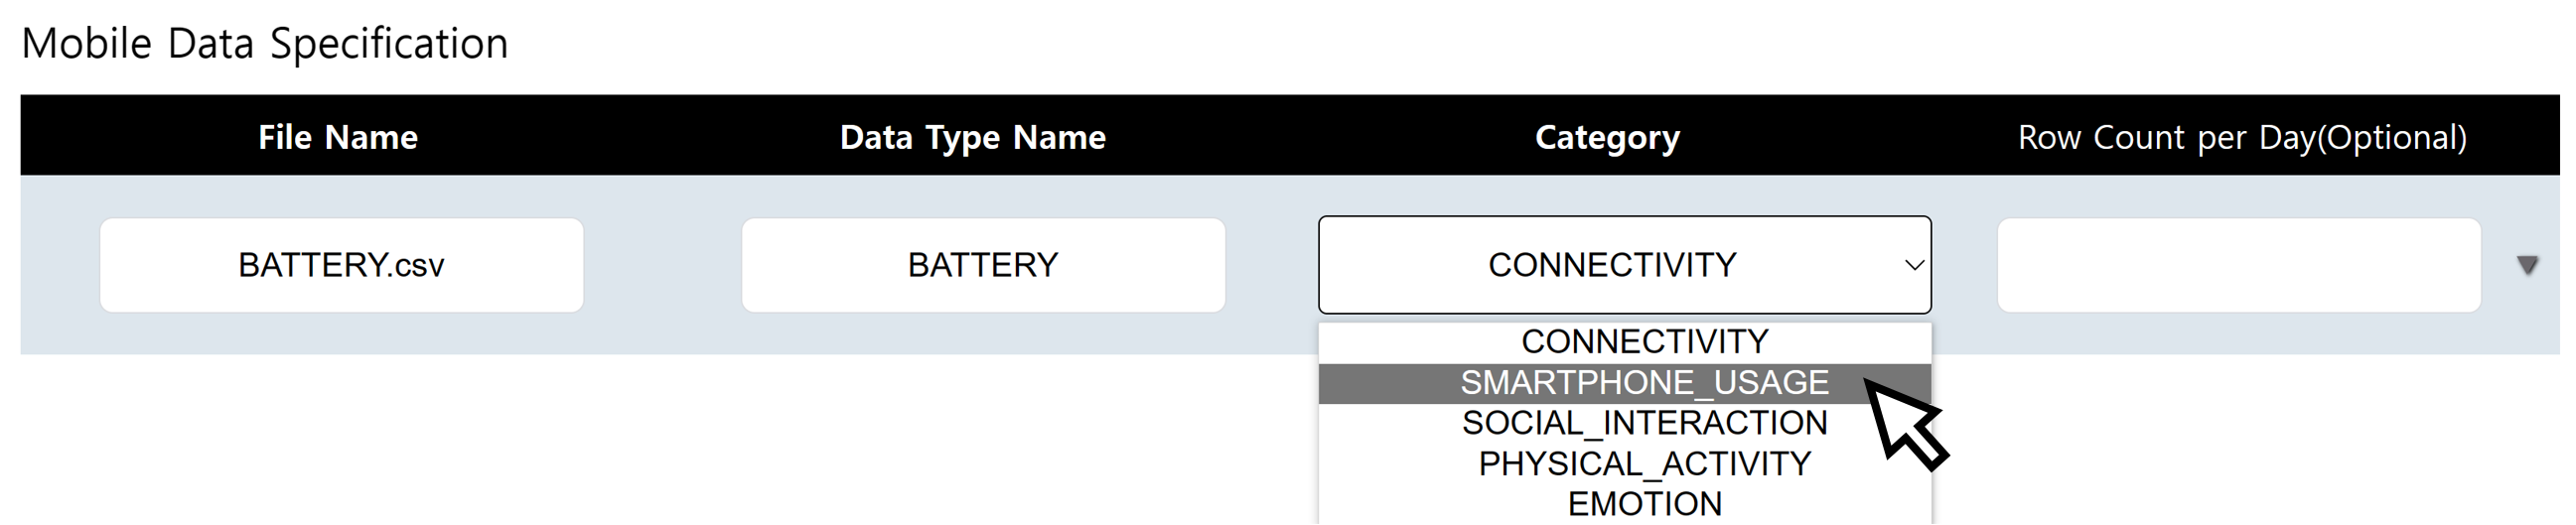 Mobile Data Specification
File Name Data Type Name Category Row Count per Day(Optional)
BATTERY.csv BATTERY CONNECTIVITY
CONNECTIVITY
SMARTPHONE_USAGE
SOCIAL_INTERACTION
PHYSICAL_ACTIVITY
EMOTION